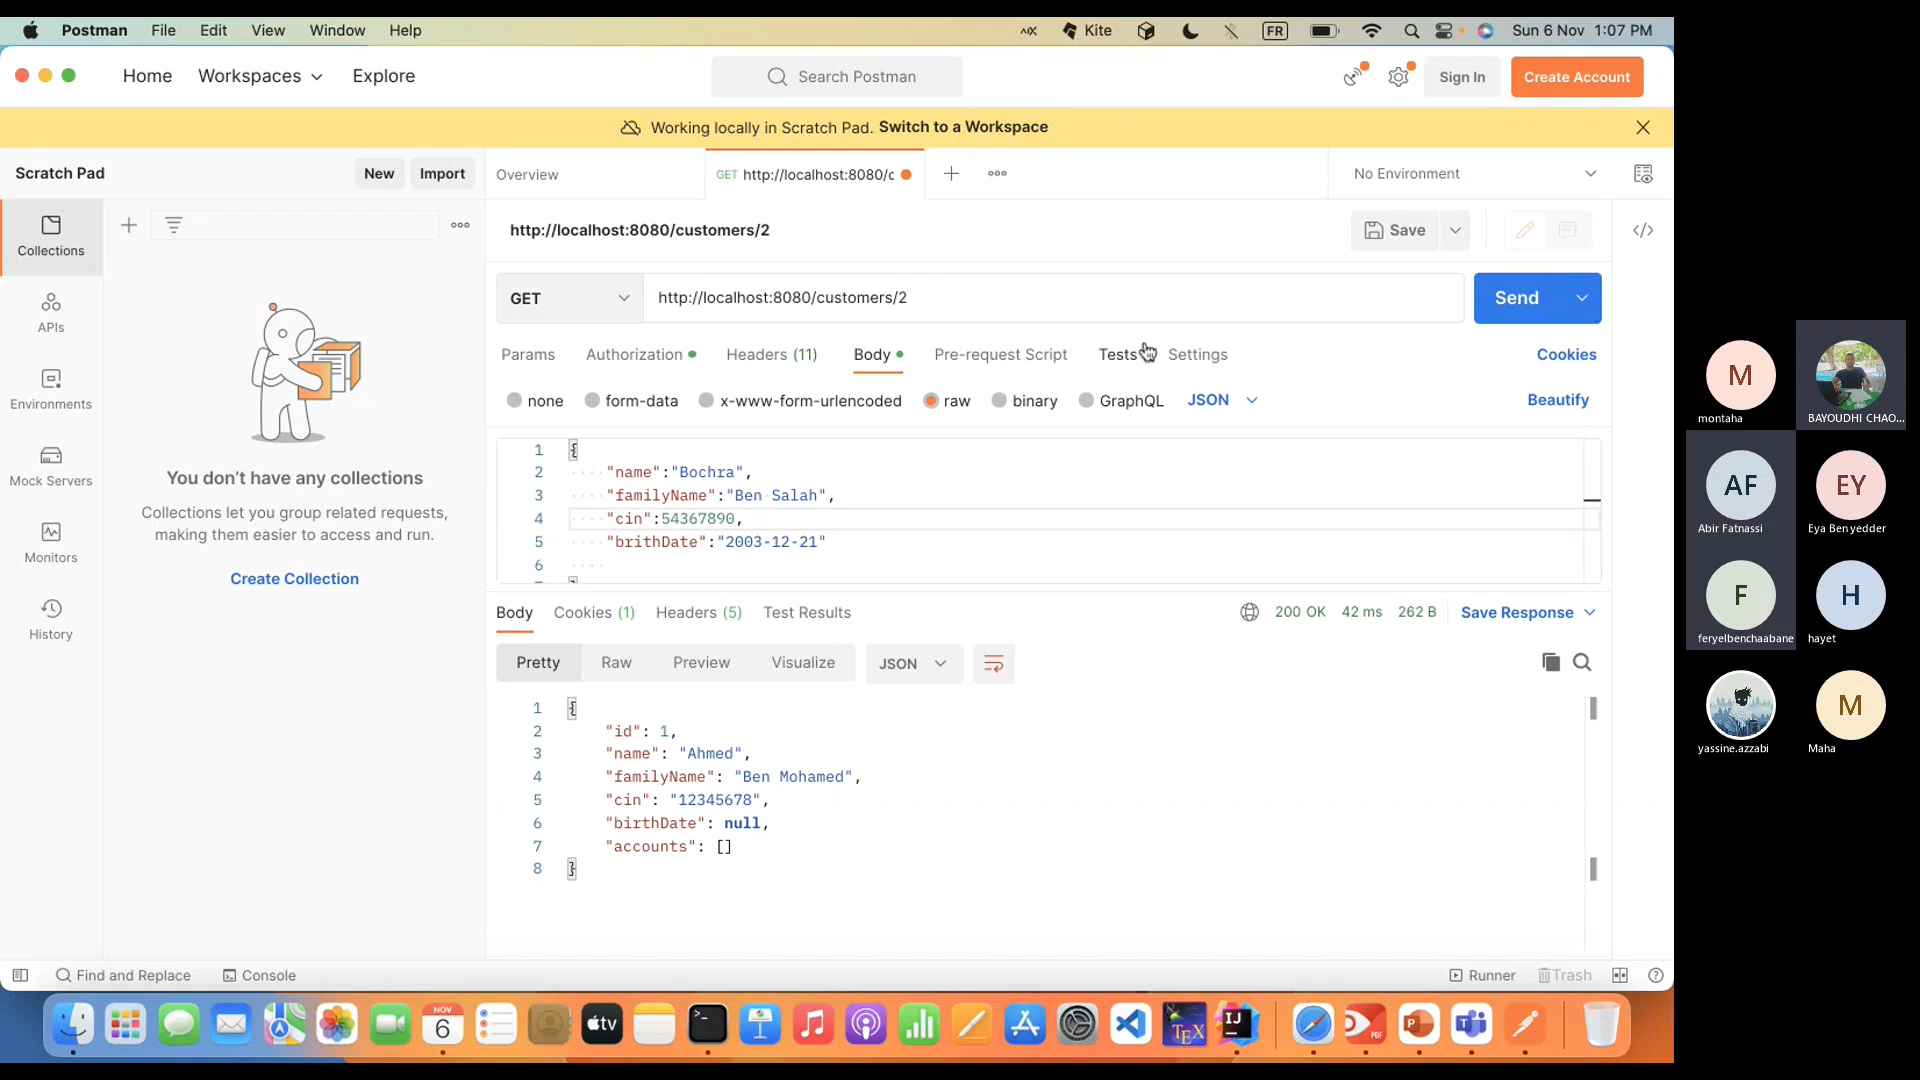 Postman File Edit View Window Help
Kite FR Sun 6 Nov 1:07 PM
Home Workspaces Explore
Search Postman
Sign In Create Account
Working locally in Scratch Pad. Switch to a Workspace
Scratch Pad New Import
Overview GET http://localhost:8080/c No Environment
Collections
APIs
Environments
Mock Servers
Monitors
History
You don't have any collections
Collections let you group related requests,
making them easier to access and run.
Create Collection
http://localhost:8080/customers/2 Save
GET http://localhost:8080/customers/2 Send
Params Authorization Headers (11) Body Pre-request Script Tests Settings Cookies
none form-data x-www-form-urlencoded raw binary GraphQL JSON Beautify
1 {
2 "name":"Bochra",
3 "familyName":"Ben Salah",
4 "cin":54367890,
5 "brithDate":"2003-12-21"
6
Body Cookies (1) Headers (5) Test Results 200 OK 42 ms 262 B Save Response
Pretty Raw Preview Visualize JSON
1 {
2 "id": 1,
3 "name": "Ahmed",
4 "familyName": "Ben Mohamed",
5 "cin": "12345678",
6 "birthDate": null,
7 "accounts": []
8 }
Find and Replace Console Runner Trash
NOV
6
tv
TEX
IJ
PDF
P
T
M
montaha
BAYOUDHI CHAO...
AF
Abir Fatnassi
EY
Eya Benyedder
F
feryelbenchaabane
H
hayet
yassine.azzabi
M
Maha